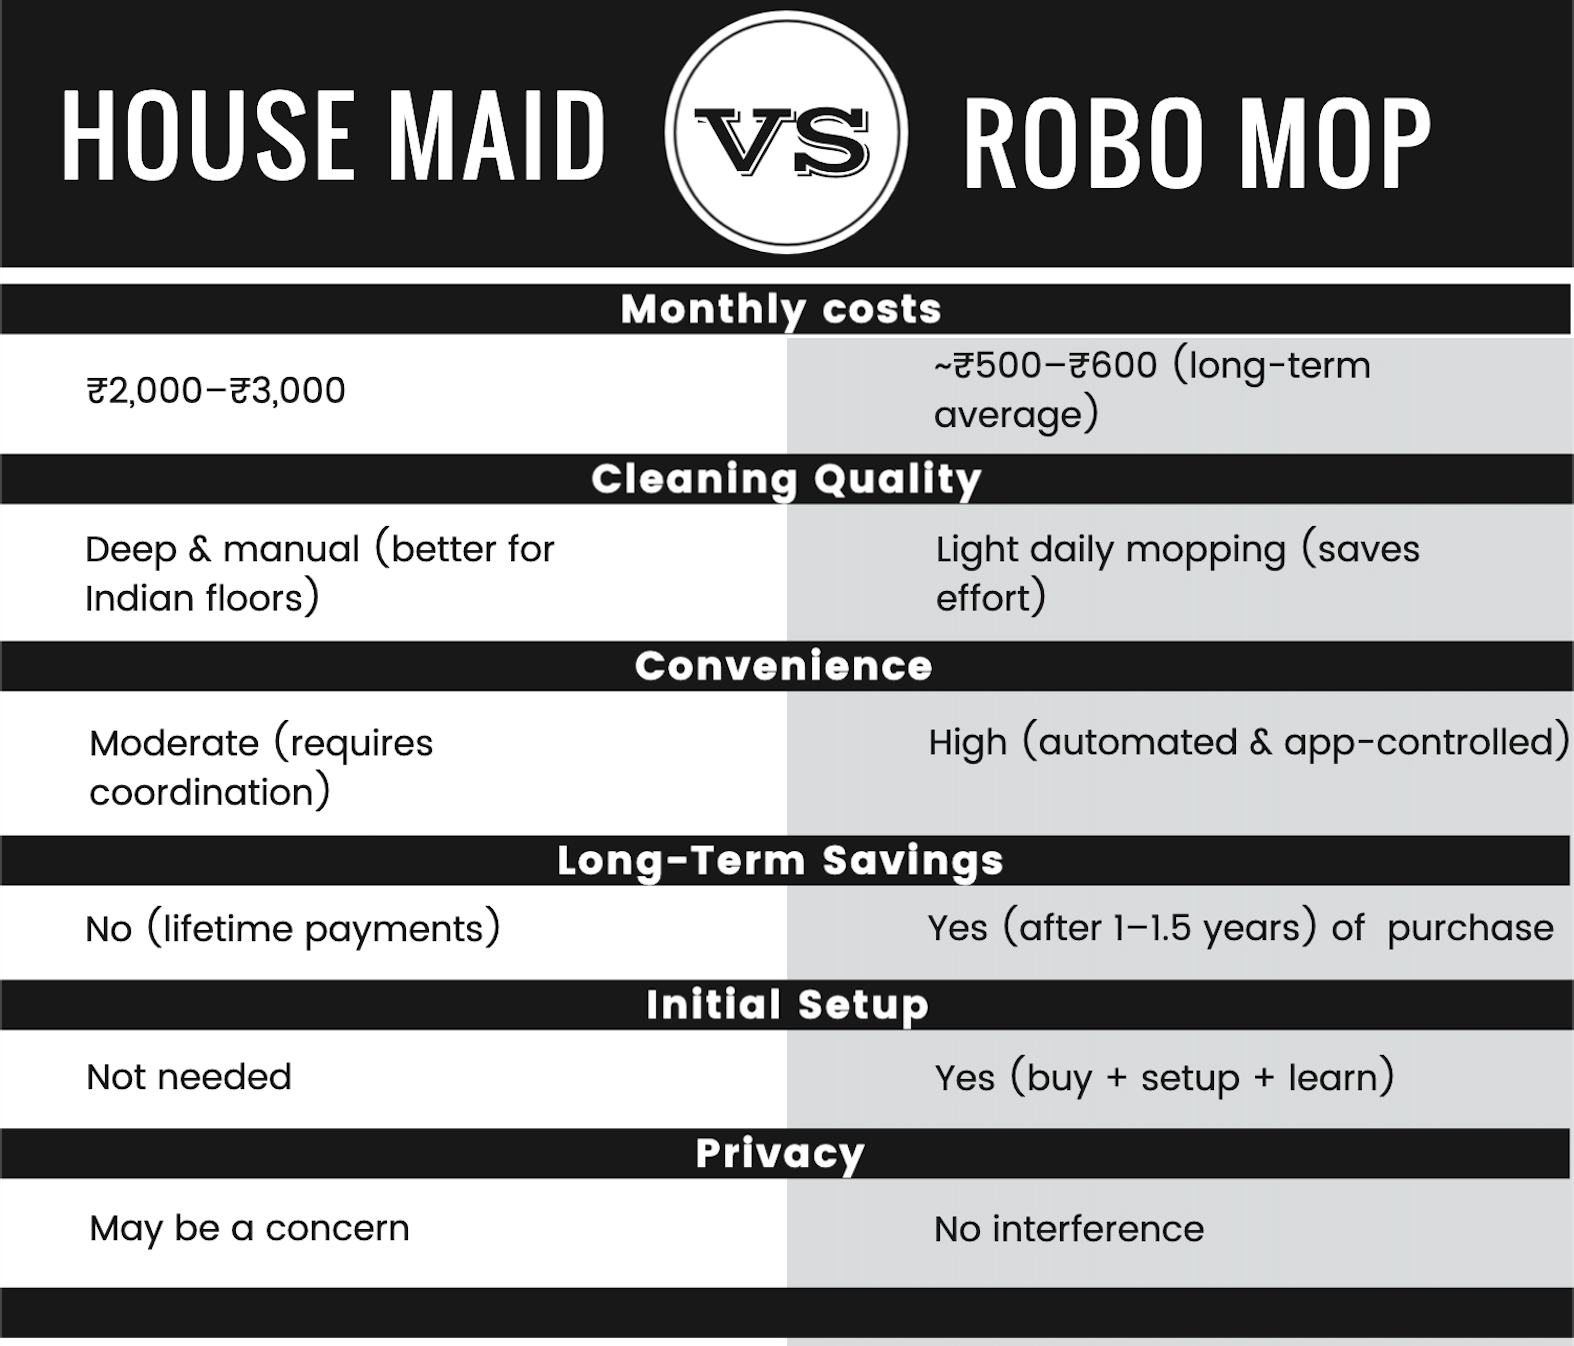 HOUSE MAID VS ROBO MOP
Monthly costs
₹2,000–₹3,000
~₹500–₹600 (long-term
average)
Cleaning Quality
Deep & manual (better for
Indian floors)
Light daily mopping (saves
effort)
Convenience
Moderate (requires
coordination)
High (automated & app-controlled)
Long-Term Savings
No (lifetime payments)
Yes (after 1–1.5 years) of  purchase
Initial Setup
Not needed
Yes (buy + setup + learn)
Privacy
May be a concern
No interference